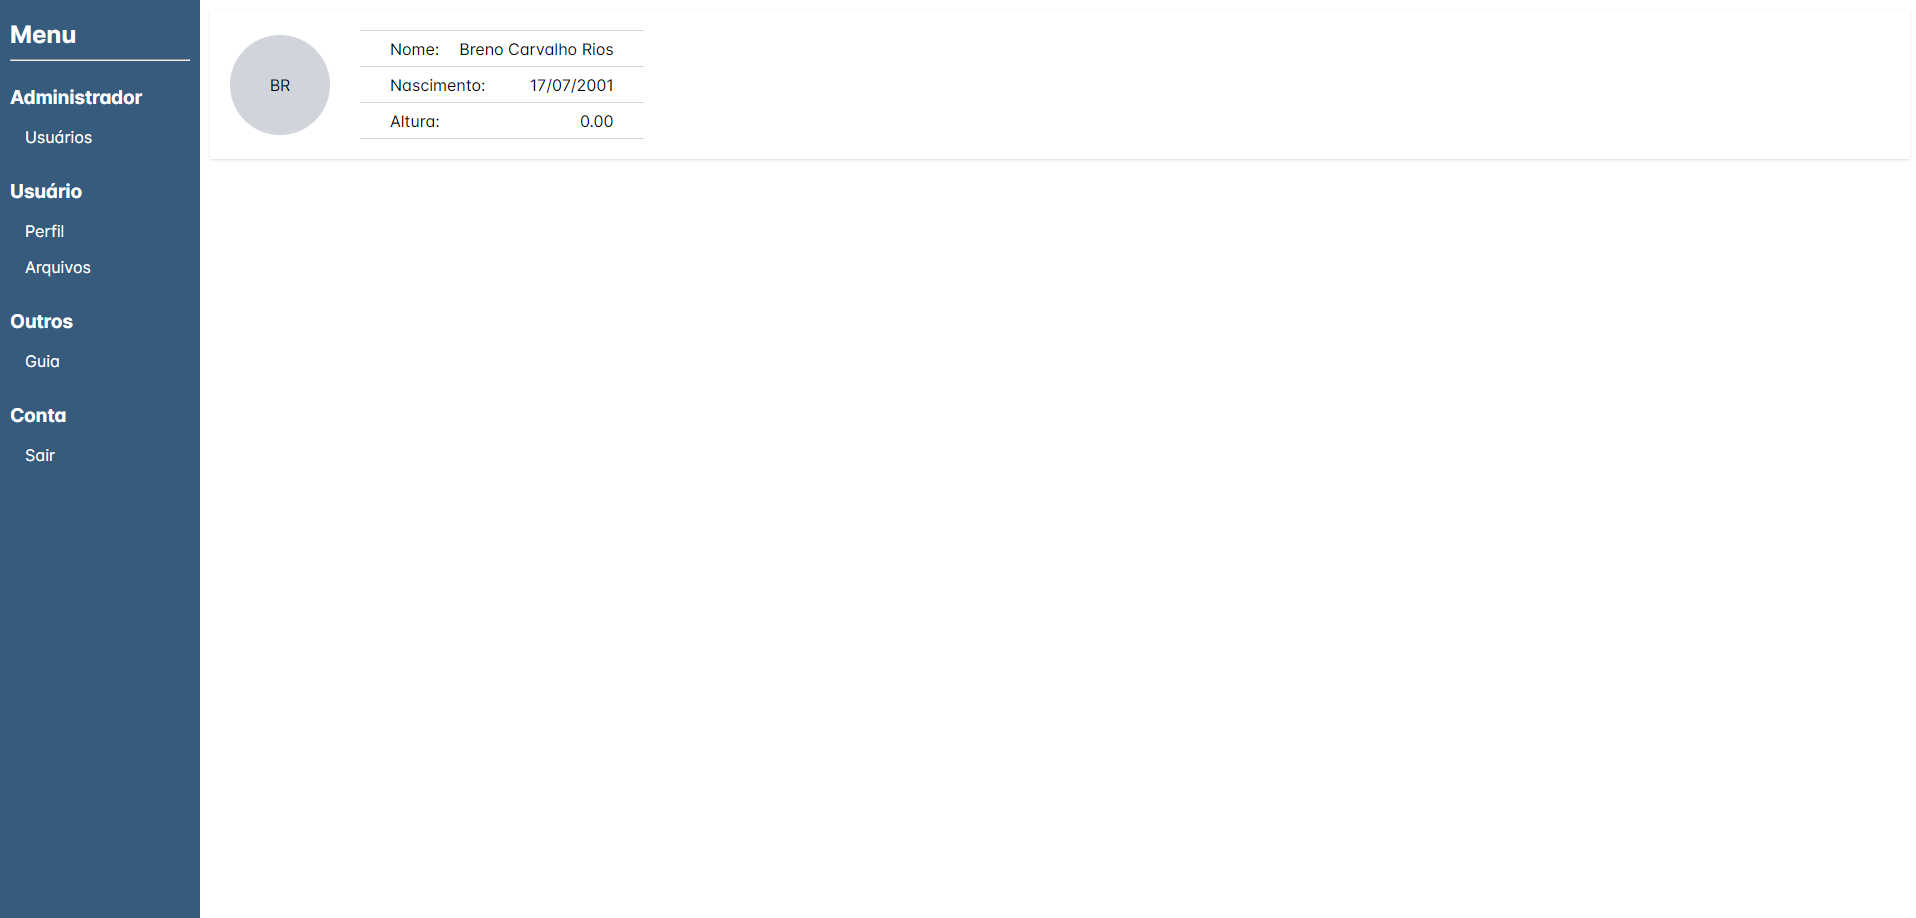 Menu
Administrador
Usuários
Usuário
Perfil
Arquivos
Outros
Guia
Conta
Sair
BR
Nome: Breno Carvalho Rios
Nascimento: 17/07/2001
Altura: 0.00